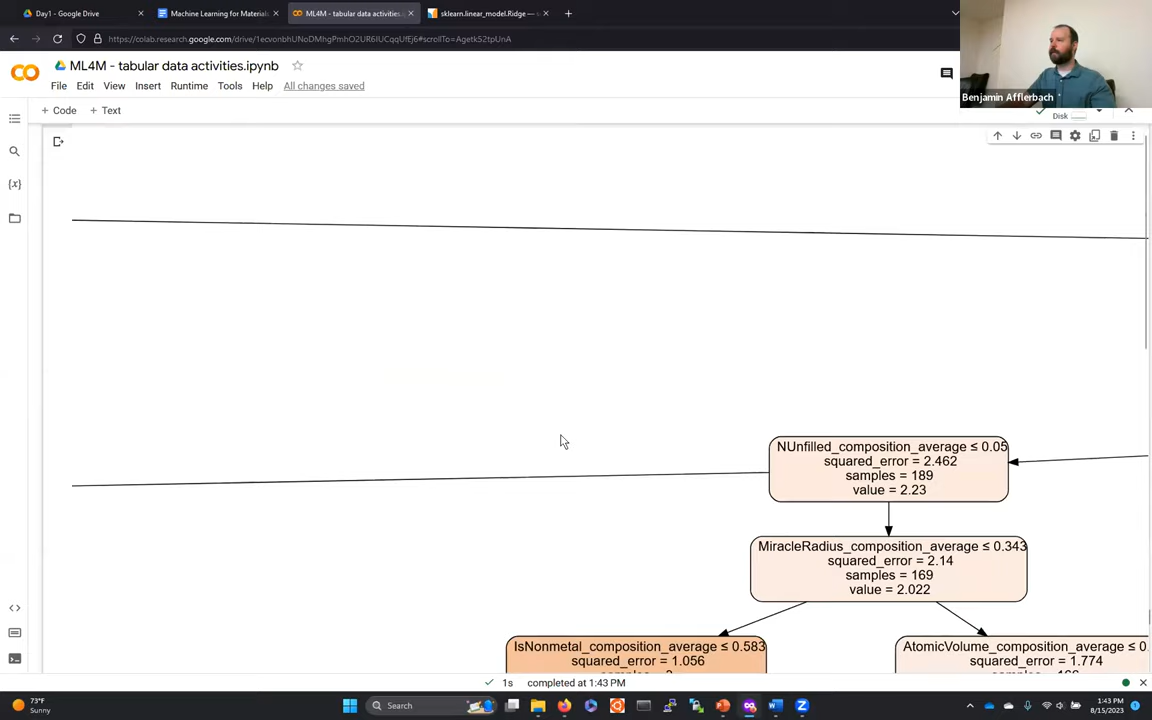 Day1 - Google Drive
Machine Learning for Materials
ML4M - tabular data activities.
sklearn.linear_model.Ridge —
https://colab.research.google.com/drive/1ecvonbhUNoDMhgPmhO2UR6IUCqqUfEj6#scrollTo=Agetk52tpUnA
ML4M - tabular data activities.ipynb
File Edit View Insert Runtime Tools Help All changes saved
+ Code + Text
Benjamin Afflerbach
Disk
NUnfilled_composition_average ≤ 0.05
squared_error = 2.462
samples = 189
value = 2.23
MiracleRadius_composition_average ≤ 0.343
squared_error = 2.14
samples = 169
value = 2.022
IsNonmetal_composition_average ≤ 0.583
squared_error = 1.056
AtomicVolume_composition_average ≤ 0.
squared_error = 1.774
1s completed at 1:43 PM
73°F
Sunny
Search
1:43 PM
8/15/2023